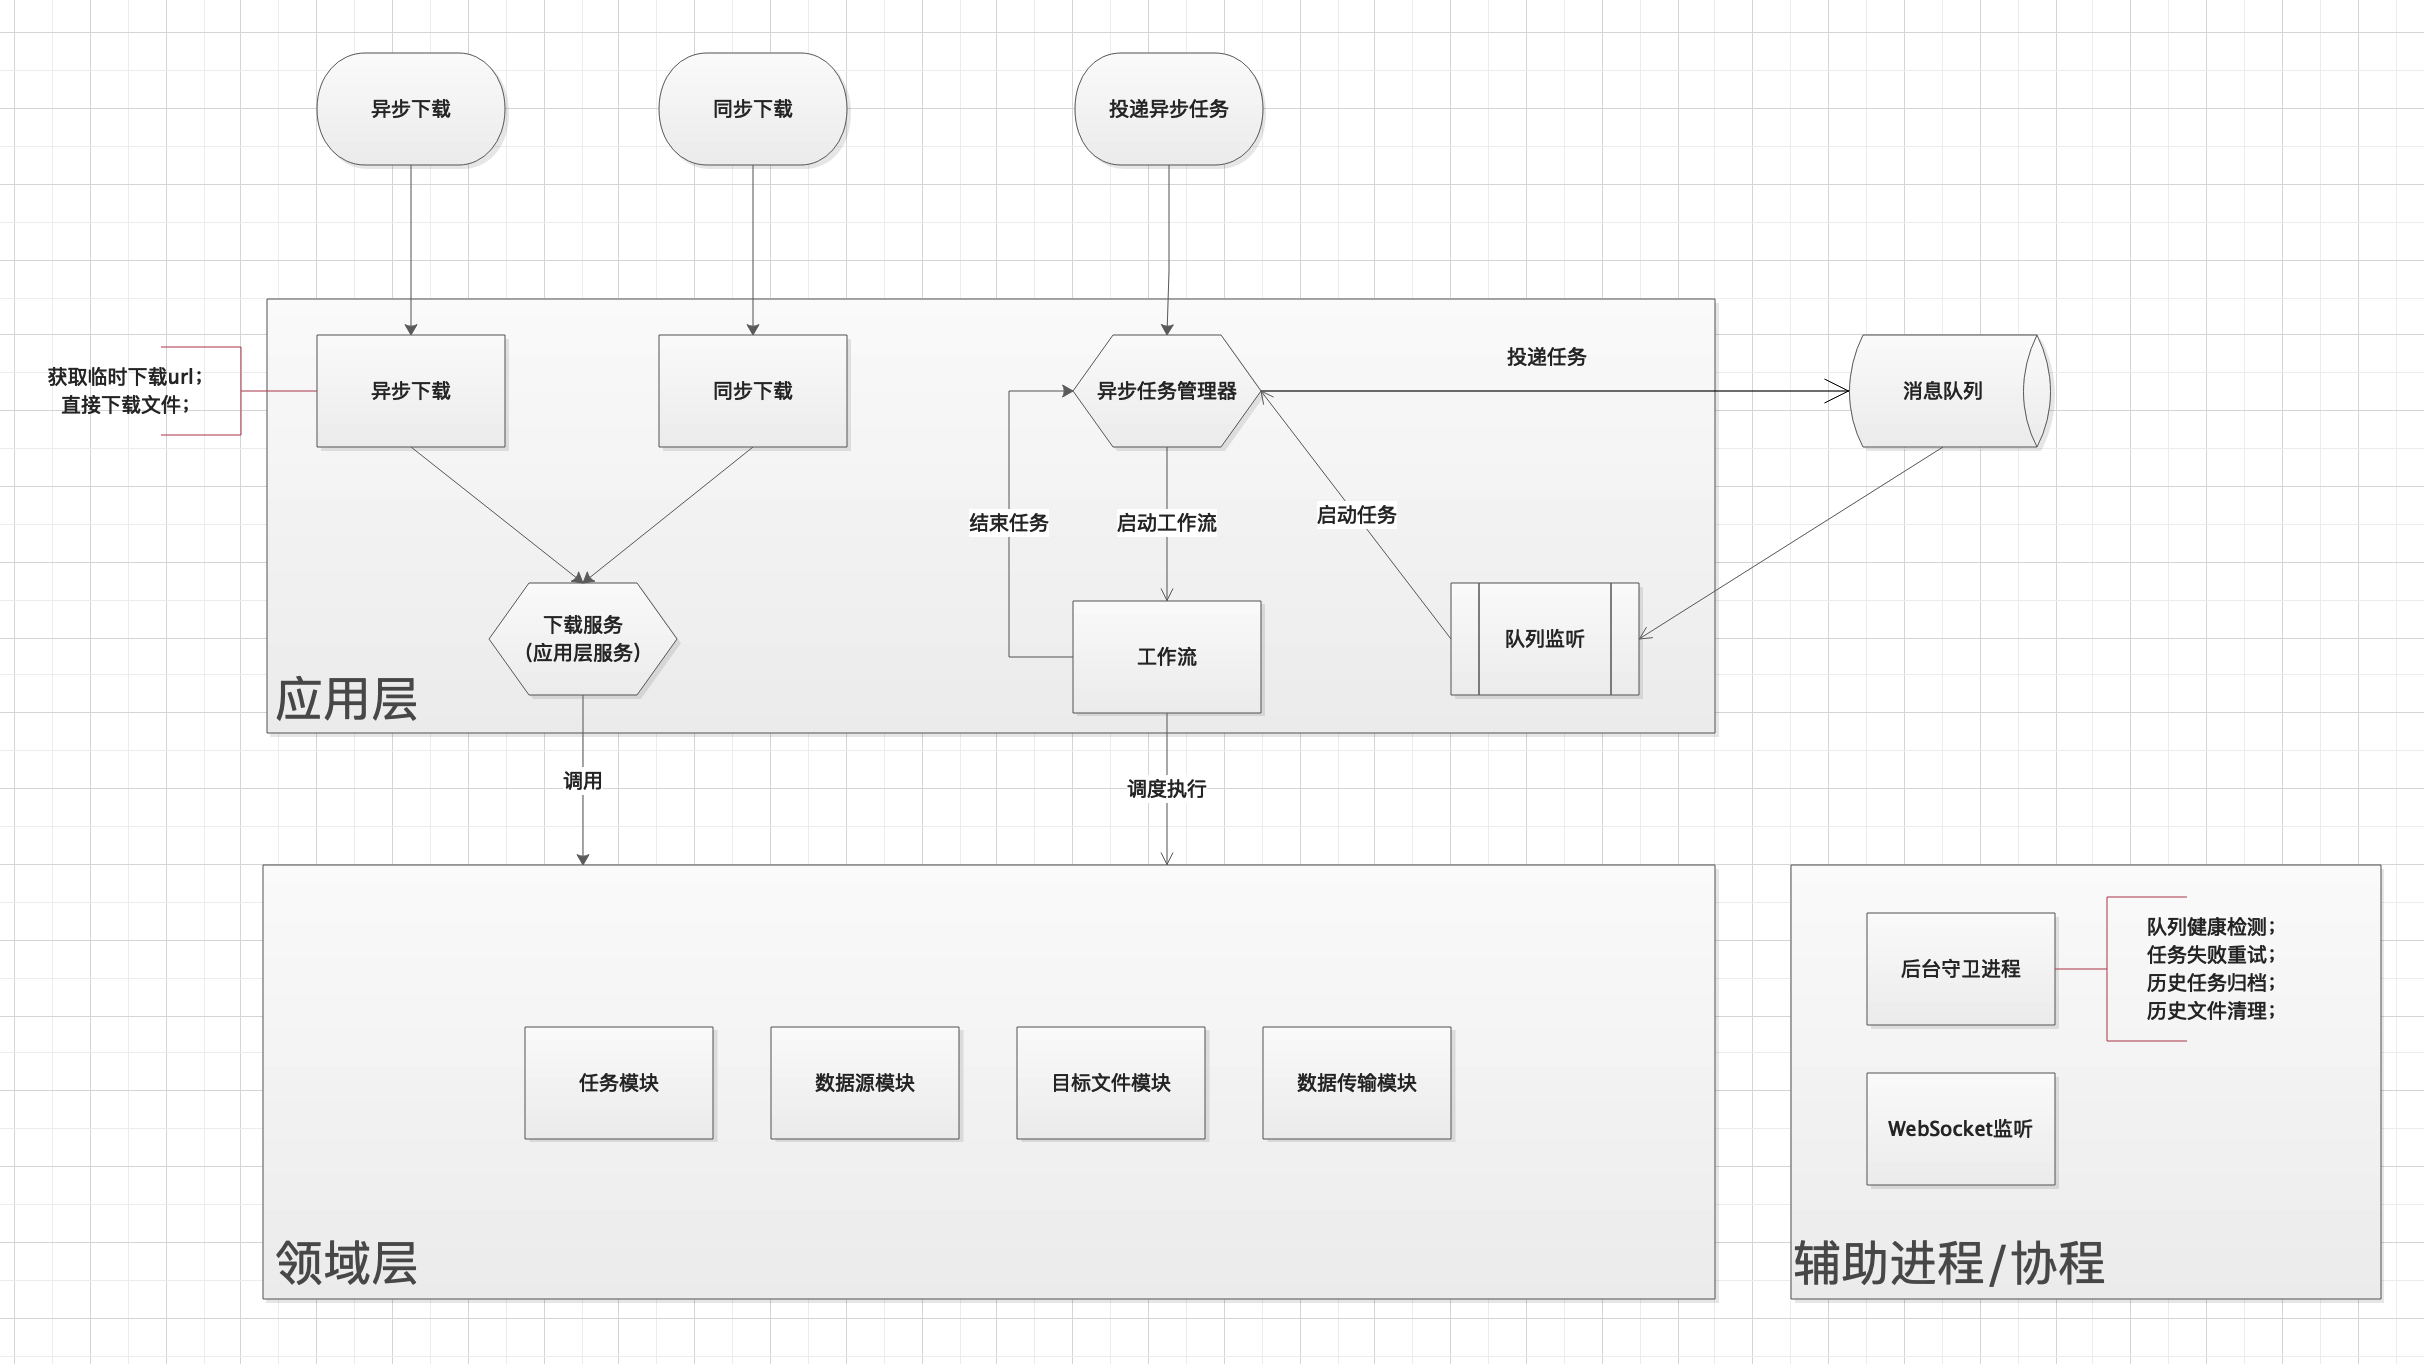 异步下载
同步下载
投递异步任务
获取临时下载url；
直接下载文件；
异步下载
同步下载
异步任务管理器
投递任务
消息队列
结束任务
启动工作流
启动任务
下载服务
（应用层服务）
工作流
队列监听
应用层
调用
调度执行
任务模块
数据源模块
目标文件模块
数据传输模块
领域层
后台守卫进程
队列健康检测；
任务失败重试；
历史任务归档；
历史文件清理；
WebSocket监听
辅助进程/协程